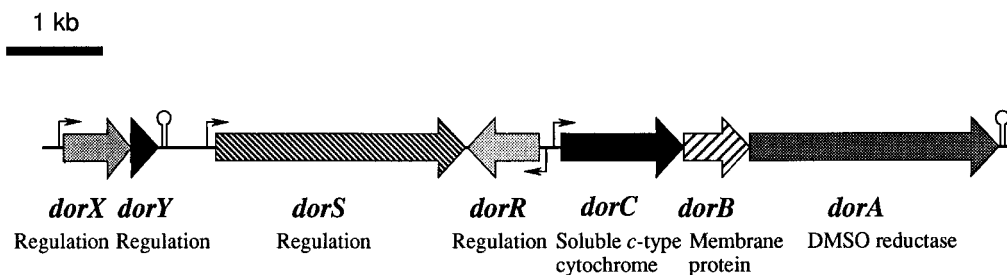 1 kb
dorX dorY dorS dorR dorC dorB dorA
Regulation Regulation Regulation Regulation Soluble c-type Membrane DMSO reductase
cytochrome protein